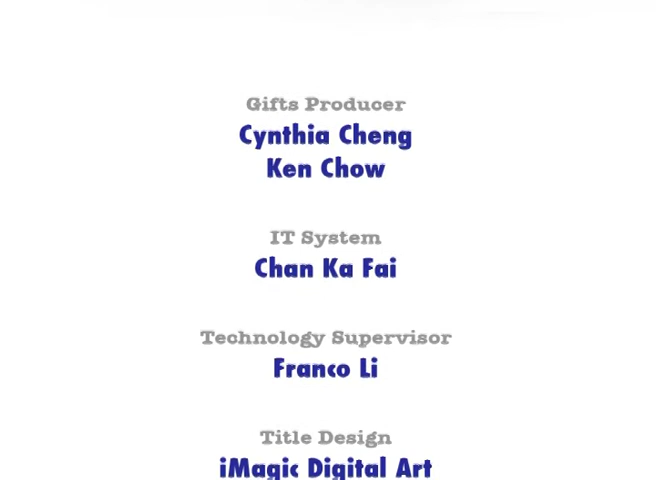 Gifts Producer
Cynthia Cheng
Ken Chow
IT System
Chan Ka Fai
Technology Supervisor
Franco Li
Title Design
iMagic Digital Art